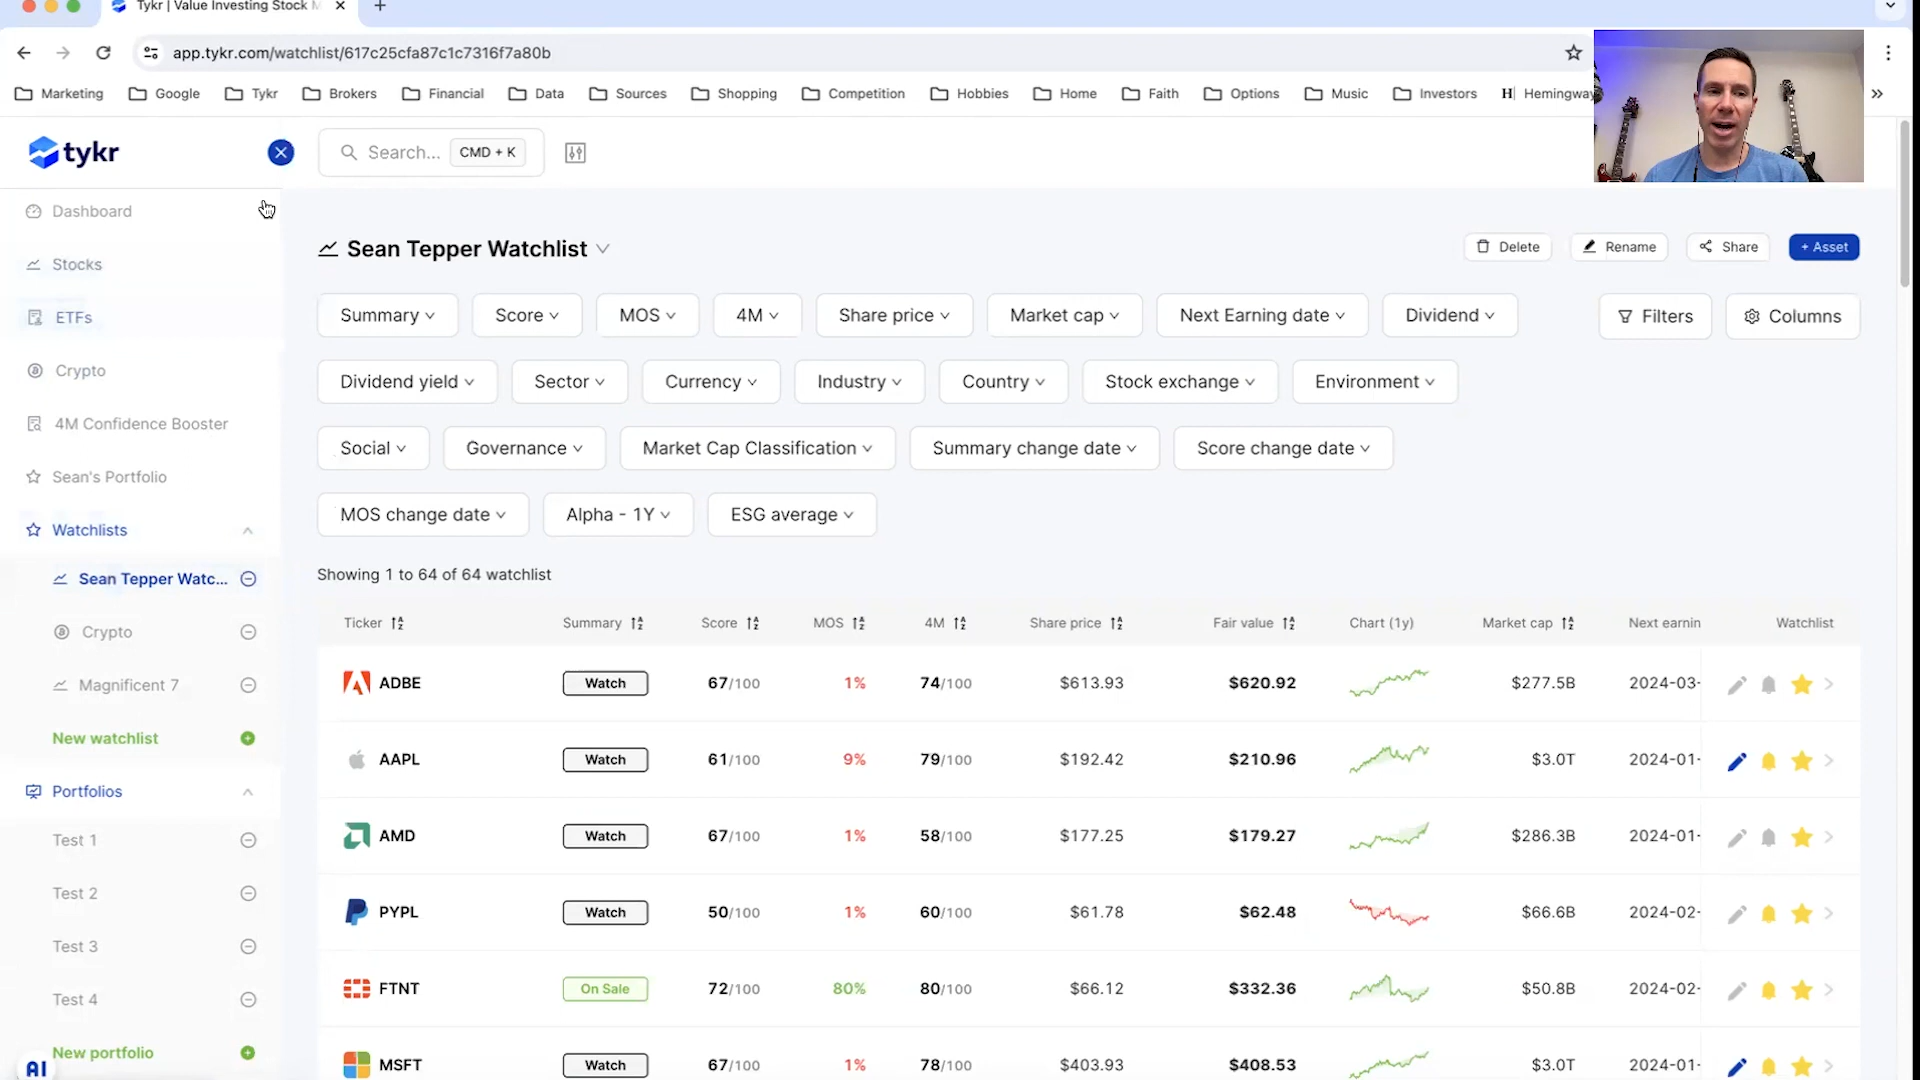 Tykr | Value Investing Stock M
app.tykr.com/watchlist/617c25cfa87c1c7316f7a80b
Marketing Google Tykr Brokers Financial Data Sources Shopping Competition Hobbies Home Faith Options Music Investors H Hemingway
tykr
Search... CMD + K
Dashboard
Stocks
ETFs
Crypto
4M Confidence Booster
Sean's Portfolio
Watchlists
Sean Tepper Watc...
Crypto
Magnificent 7
New watchlist
Portfolios
Test 1
Test 2
Test 3
Test 4
New portfolio
AI
Sean Tepper Watchlist
Delete Rename Share + Asset
Summary Score MOS 4M Share price Market cap Next Earning date Dividend Filters Columns
Dividend yield Sector Currency Industry Country Stock exchange Environment
Social Governance Market Cap Classification Summary change date Score change date
MOS change date Alpha - 1Y ESG average
Showing 1 to 64 of 64 watchlist
Ticker Summary Score MOS 4M Share price Fair value Chart (1y) Market cap Next earnin Watchlist
ADBE Watch 67/100 1% 74/100 $613.93 $620.92 $277.5B 2024-03-
AAPL Watch 61/100 9% 79/100 $192.42 $210.96 $3.0T 2024-01-
AMD Watch 67/100 1% 58/100 $177.25 $179.27 $286.3B 2024-01-
PYPL Watch 50/100 1% 60/100 $61.78 $62.48 $66.6B 2024-02-
FTNT On Sale 72/100 80% 80/100 $66.12 $332.36 $50.8B 2024-02-
MSFT Watch 67/100 1% 78/100 $403.93 $408.53 $3.0T 2024-01-